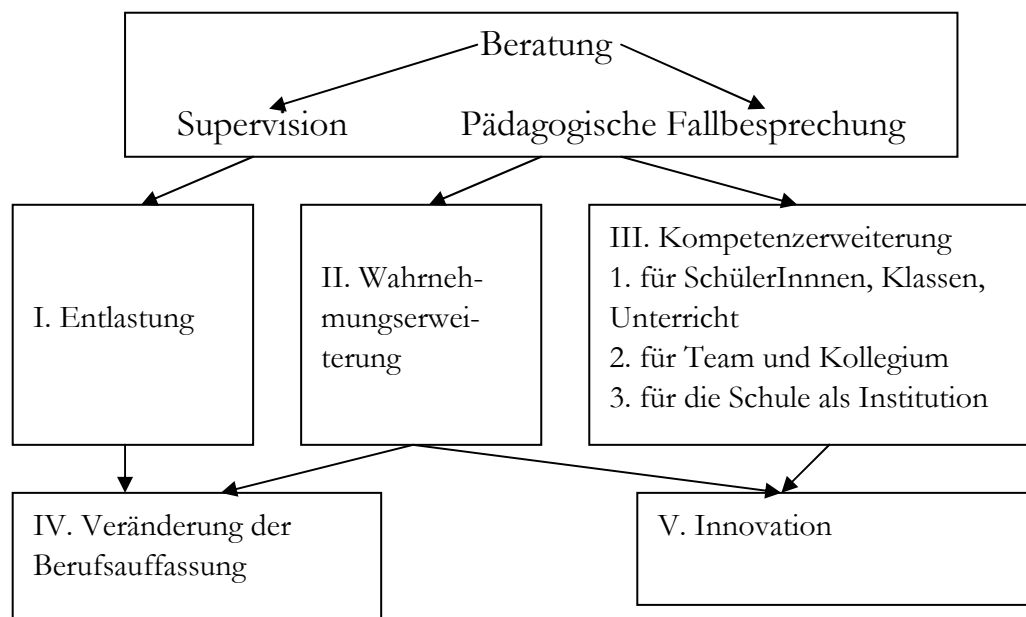 Beratung
Supervision
Pädagogische Fallbesprechung
I. Entlastung
II. Wahrneh-
mungserwei-
terung
III. Kompetenzerweiterung
1. für SchülerInnnen, Klassen,
Unterricht
2. für Team und Kollegium
3. für die Schule als Institution
IV. Veränderung der
Berufsauffassung
V. Innovation